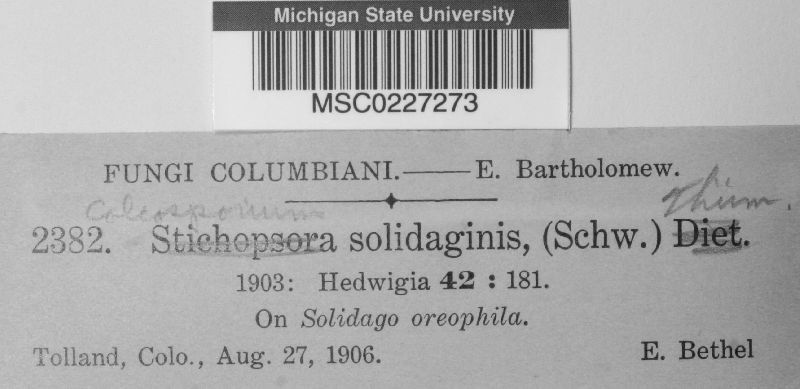 Michigan State University
MSC0227273
FUNGI COLUMBIANI.——E. Bartholomew.
Coleosporium Thüm.
2382. Stichopsora solidaginis, (Schw.) Diet.
1903: Hedwigia 42 : 181.
On Solidago oreophila.
Tolland, Colo., Aug. 27, 1906. E. Bethel